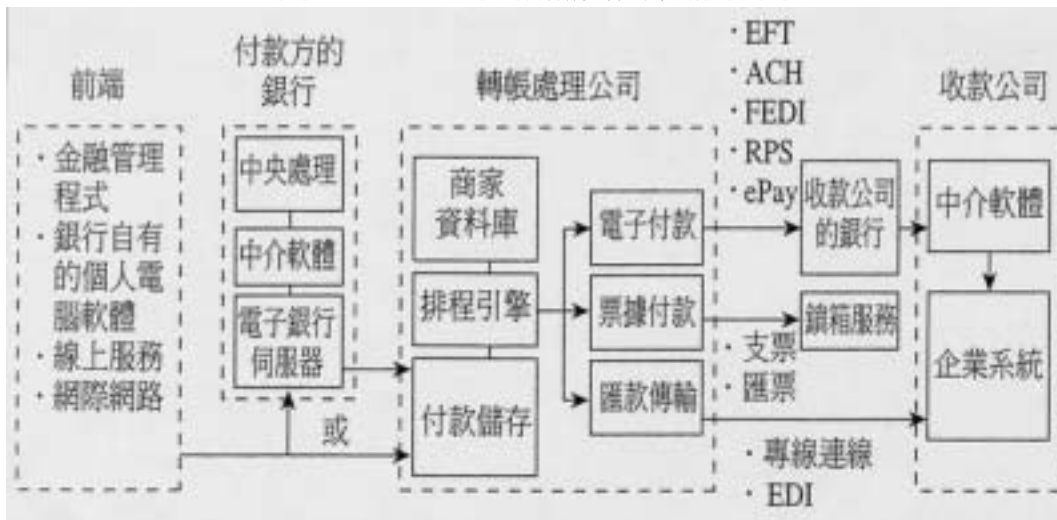 前端
· 金融管理
程式
· 銀行自有
的個人電
腦軟體
· 線上服務
· 網際網路
付款方的
銀行
中央處理
中介軟體
電子銀行
伺服器
或
轉帳處理公司
商家
資料庫
排程引擎
付款儲存
電子付款
票據付款
匯款傳輸
· EFT
· ACH
· FEDI
· RPS
· ePay
收款公司
的銀行
鎖箱服務
· 支票
· 匯票
· 專線連線
· EDI
收款公司
中介軟體
企業系統